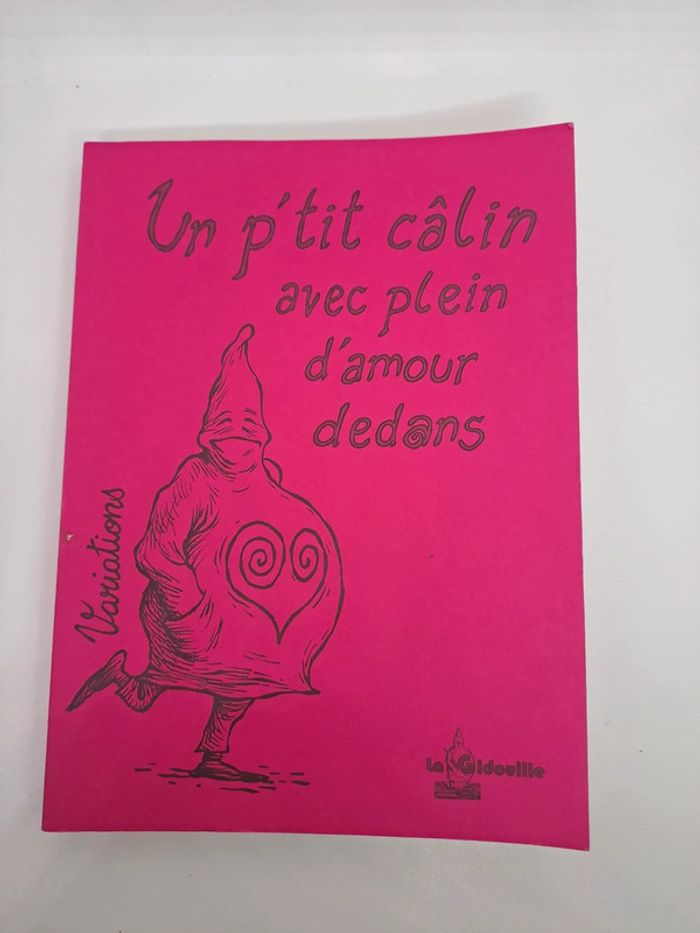 Un p'tit câlin
avec plein
d'amour
dedans
Variations
La Gidouille